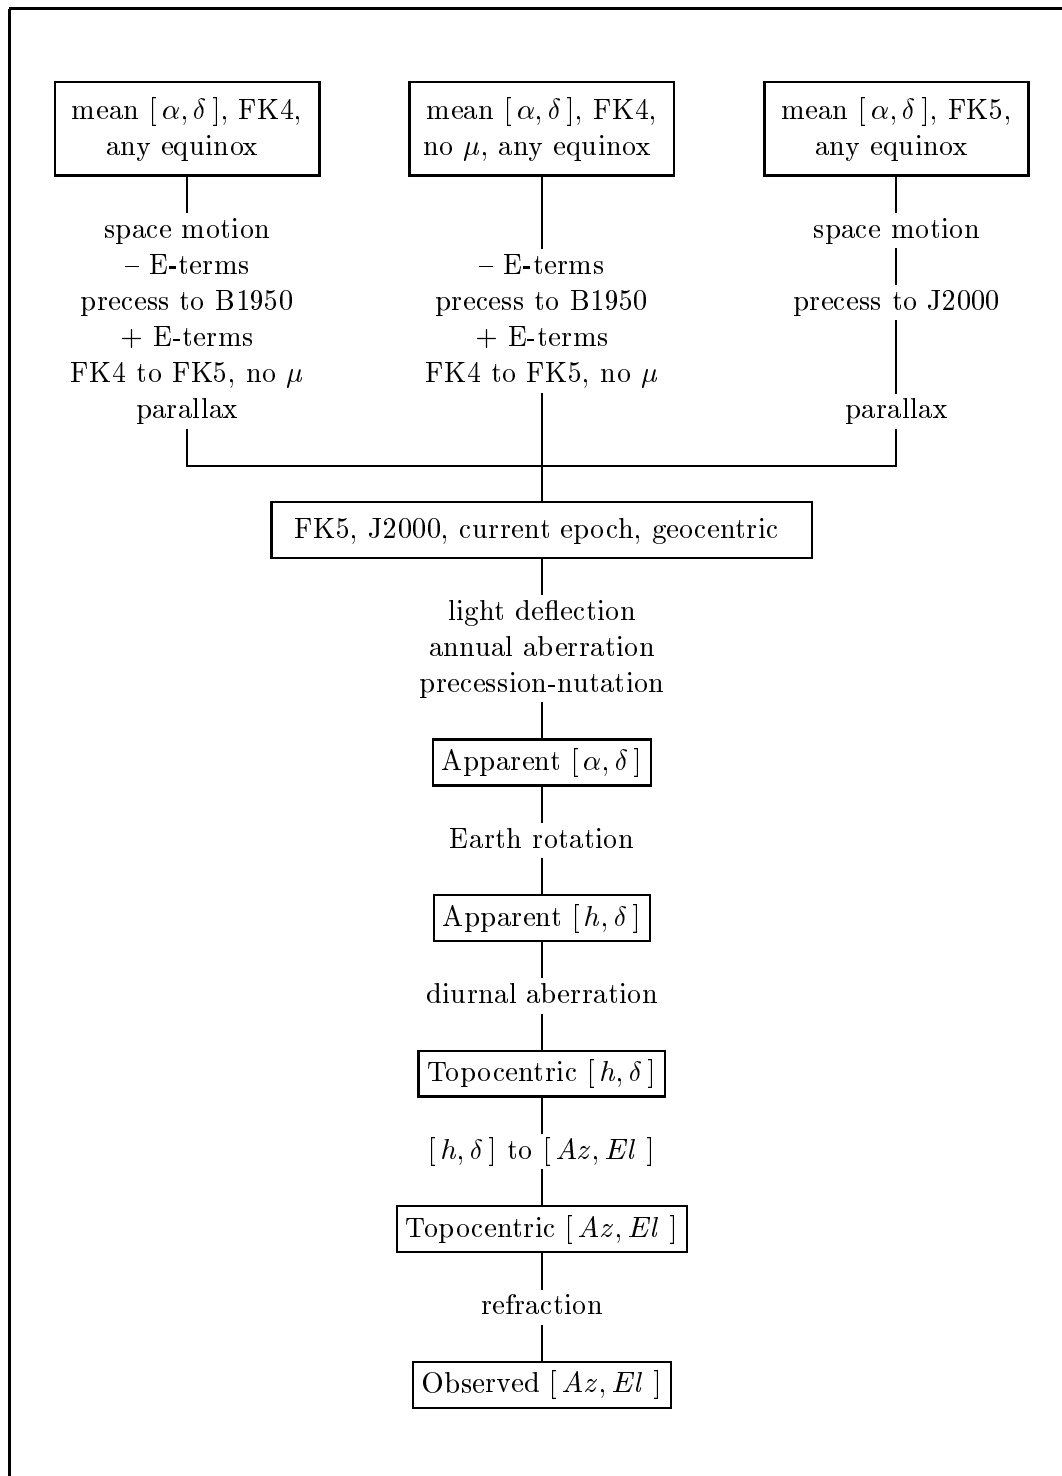 mean [ α, δ ], FK4,
any equinox
mean [ α, δ ], FK4,
no μ, any equinox
mean [ α, δ ], FK5,
any equinox
space motion
– E-terms
precess to B1950
+ E-terms
FK4 to FK5, no μ
parallax
– E-terms
precess to B1950
+ E-terms
FK4 to FK5, no μ
space motion
precess to J2000
parallax
FK5, J2000, current epoch, geocentric
light deflection
annual aberration
precession-nutation
Apparent [ α, δ ]
Earth rotation
Apparent [ h, δ ]
diurnal aberration
Topocentric [ h, δ ]
[ h, δ ] to [ Az, El ]
Topocentric [ Az, El ]
refraction
Observed [ Az, El ]